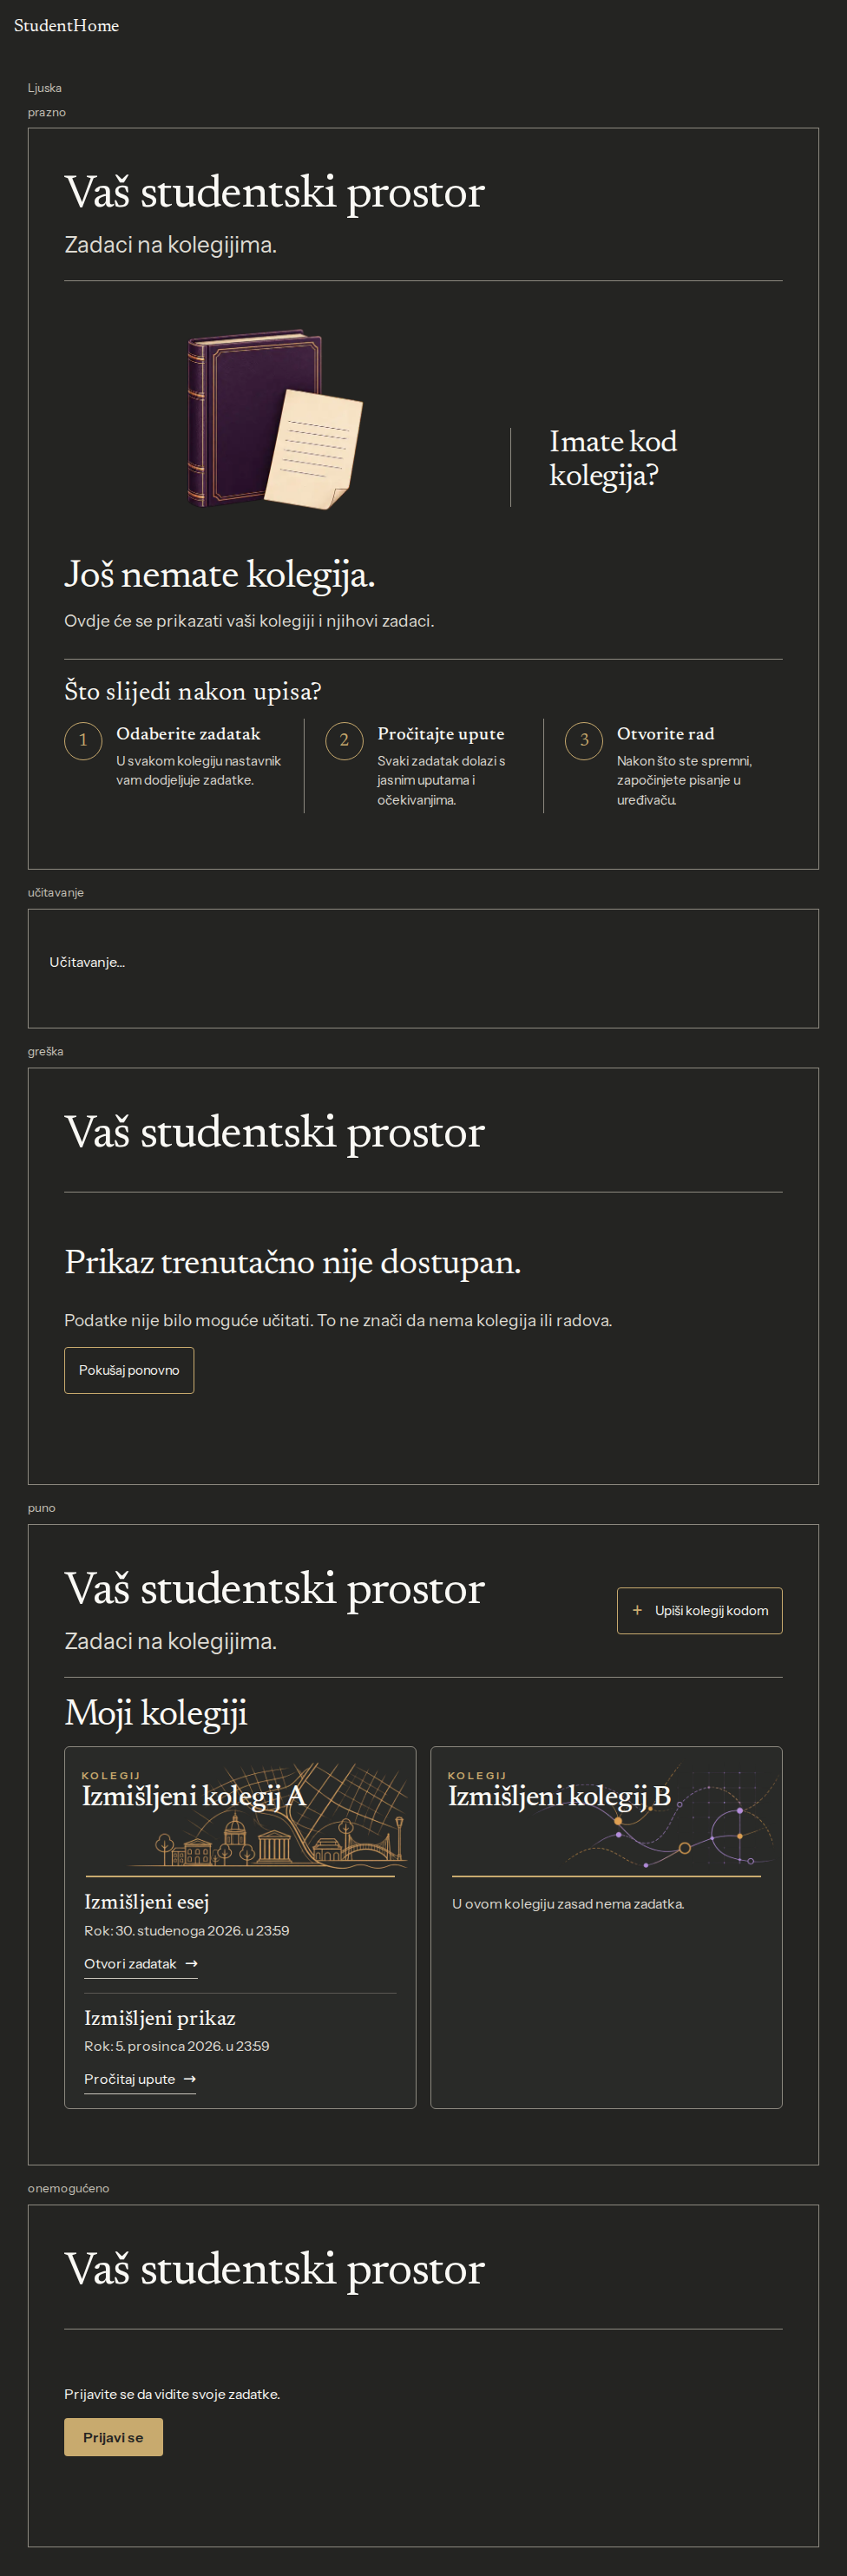 StudentHome
Ljuska
prazno
Vaš studentski prostor
Zadaci na kolegijima.
Imate kod
kolegija?
Još nemate kolegija.
Ovdje će se prikazati vaši kolegiji i njihovi zadaci.
Što slijedi nakon upisa?
1
Odaberite zadatak
U svakom kolegiju nastavnik
vam dodjeljuje zadatke.
2
Pročitajte upute
Svaki zadatak dolazi s
jasnim uputama i
očekivanjima.
3
Otvorite rad
Nakon što ste spremni,
započinjete pisanje u
uređivaču.
učitavanje
Učitavanje…
greška
Vaš studentski prostor
Prikaz trenutačno nije dostupan.
Podatke nije bilo moguće učitati. To ne znači da nema kolegija ili radova.
Pokušaj ponovno
puno
Vaš studentski prostor
Zadaci na kolegijima.
+ Upiši kolegij kodom
Moji kolegiji
KOLEGIJ
Izmišljeni kolegij A
Izmišljeni esej
Rok: 30. studenoga 2026. u 23:59
Otvori zadatak →
Izmišljeni prikaz
Rok: 5. prosinca 2026. u 23:59
Pročitaj upute →
KOLEGIJ
Izmišljeni kolegij B
U ovom kolegiju zasad nema zadatka.
onemogućeno
Vaš studentski prostor
Prijavite se da vidite svoje zadatke.
Prijavi se